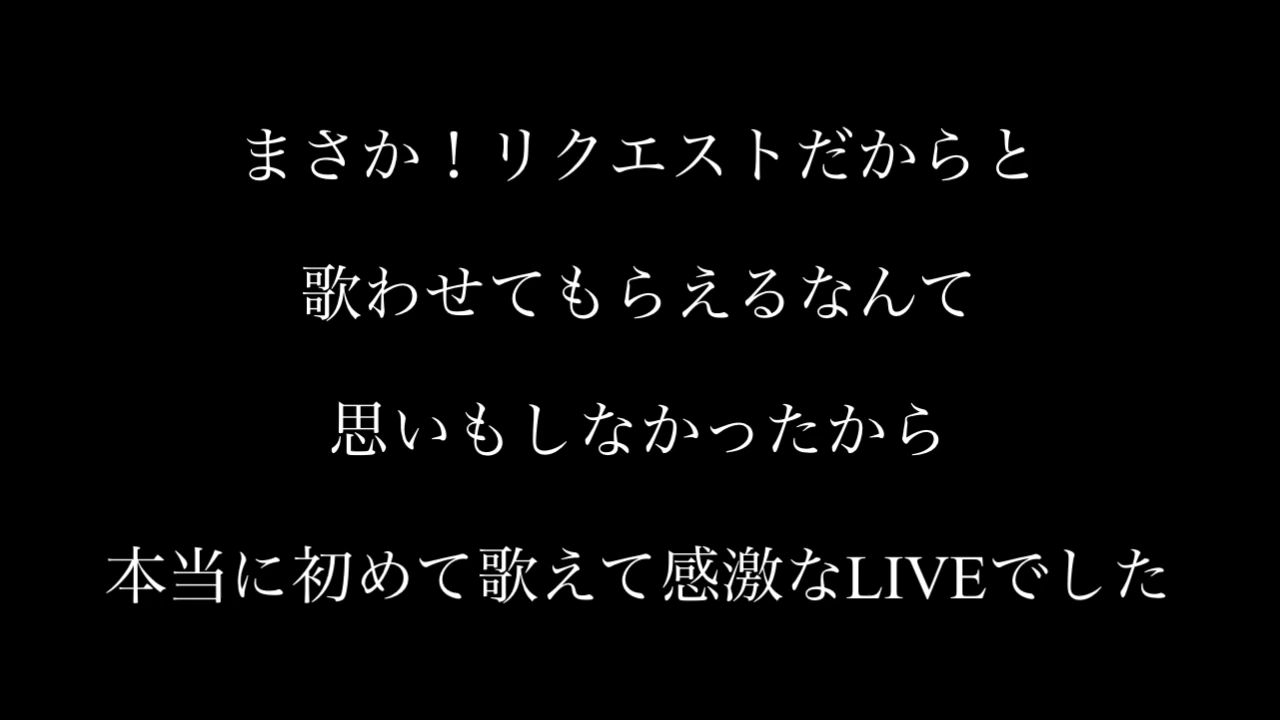 まさか！リクエストだからと
歌わせてもらえるなんて
思いもしなかったから
本当に初めて歌えて感激なLIVEでした